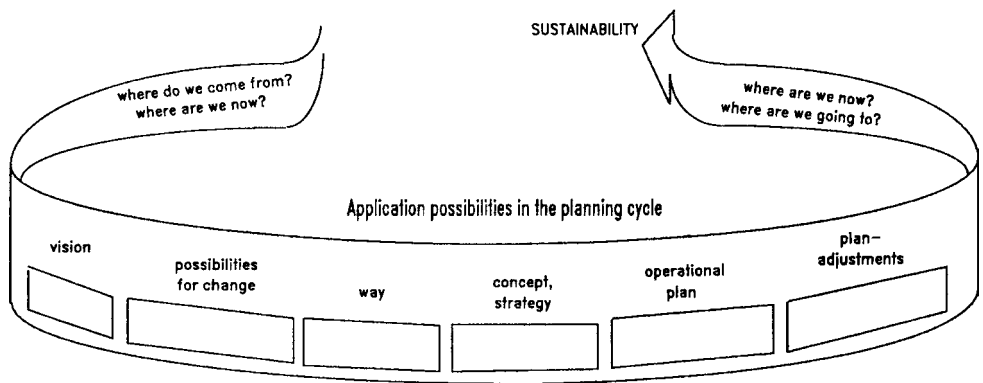 SUSTAINABILITY
where do we come from?
where are we now?
where are we now?
where are we going to?
Application possibilities in the planning cycle
vision
possibilities
for change
way
concept,
strategy
operational
plan
plan-
adjustments